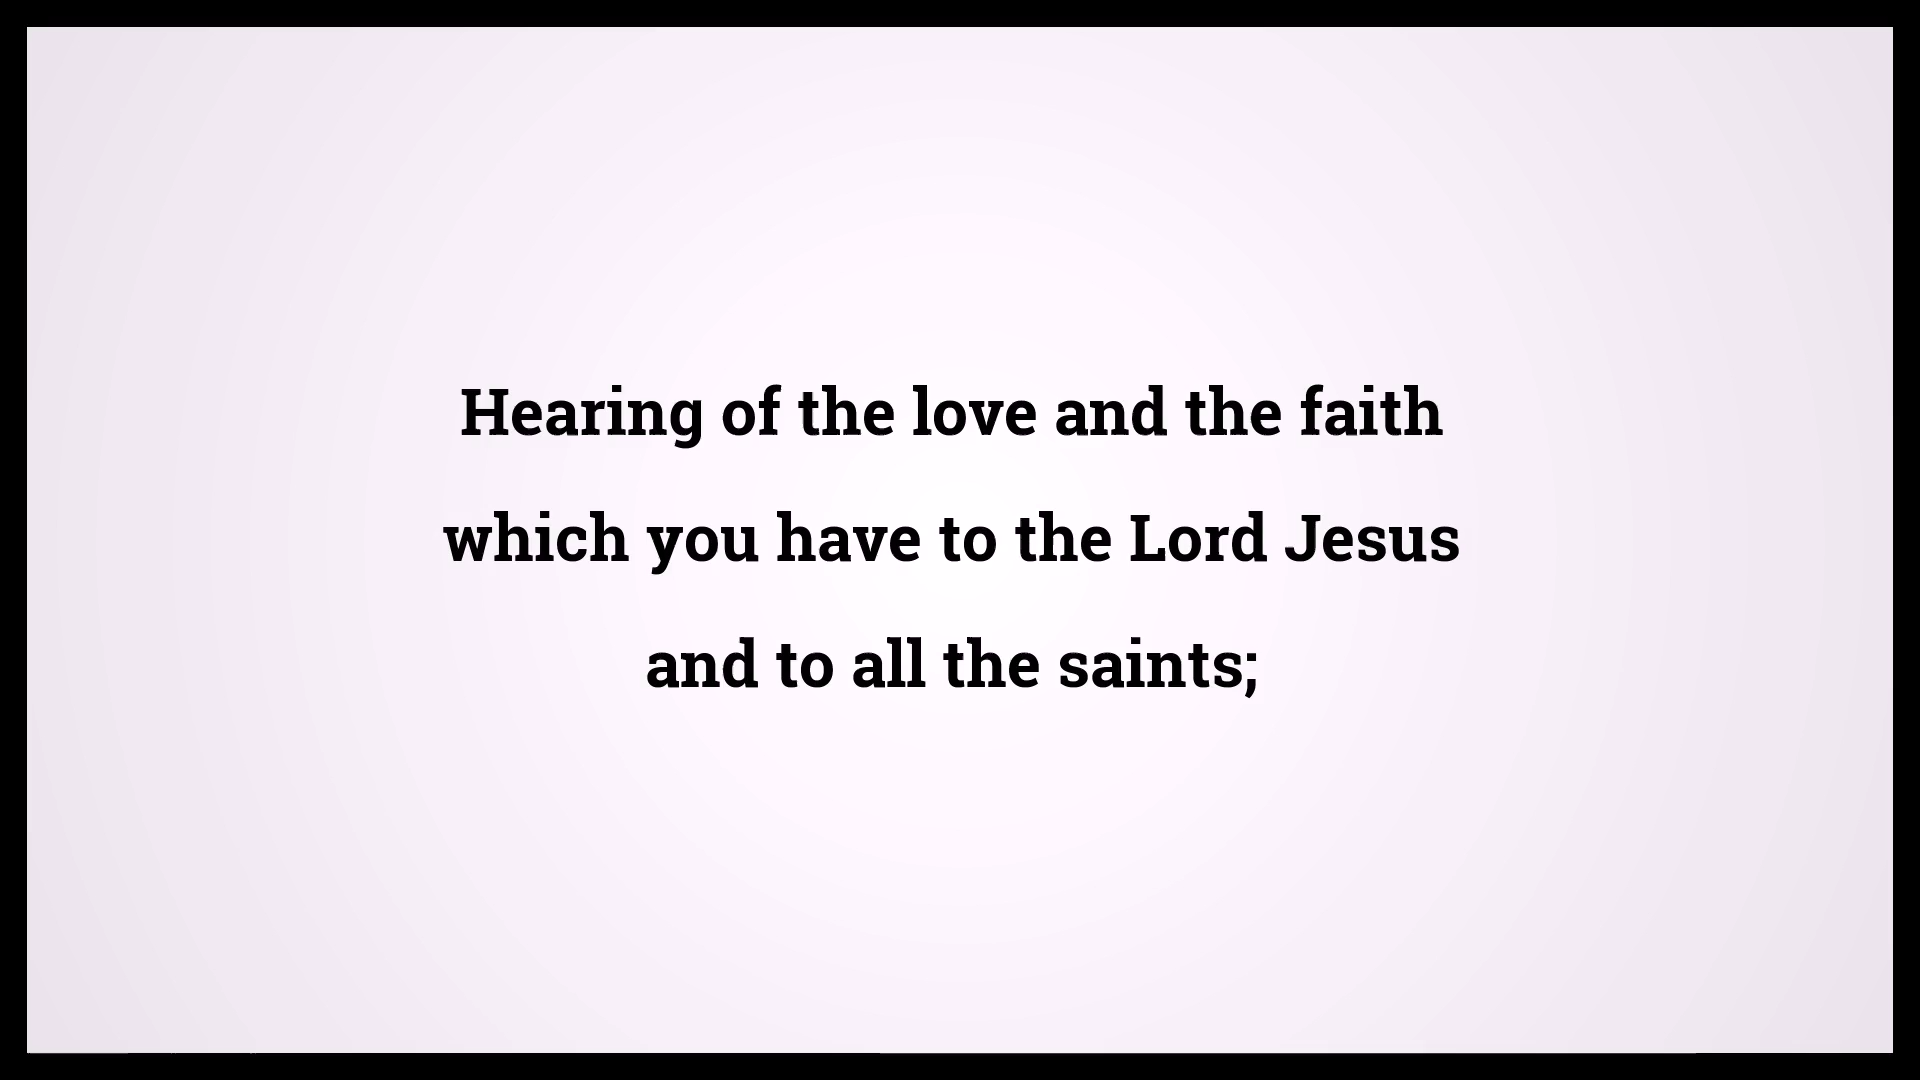 Hearing of the love and the faith
which you have to the Lord Jesus
and to all the saints;